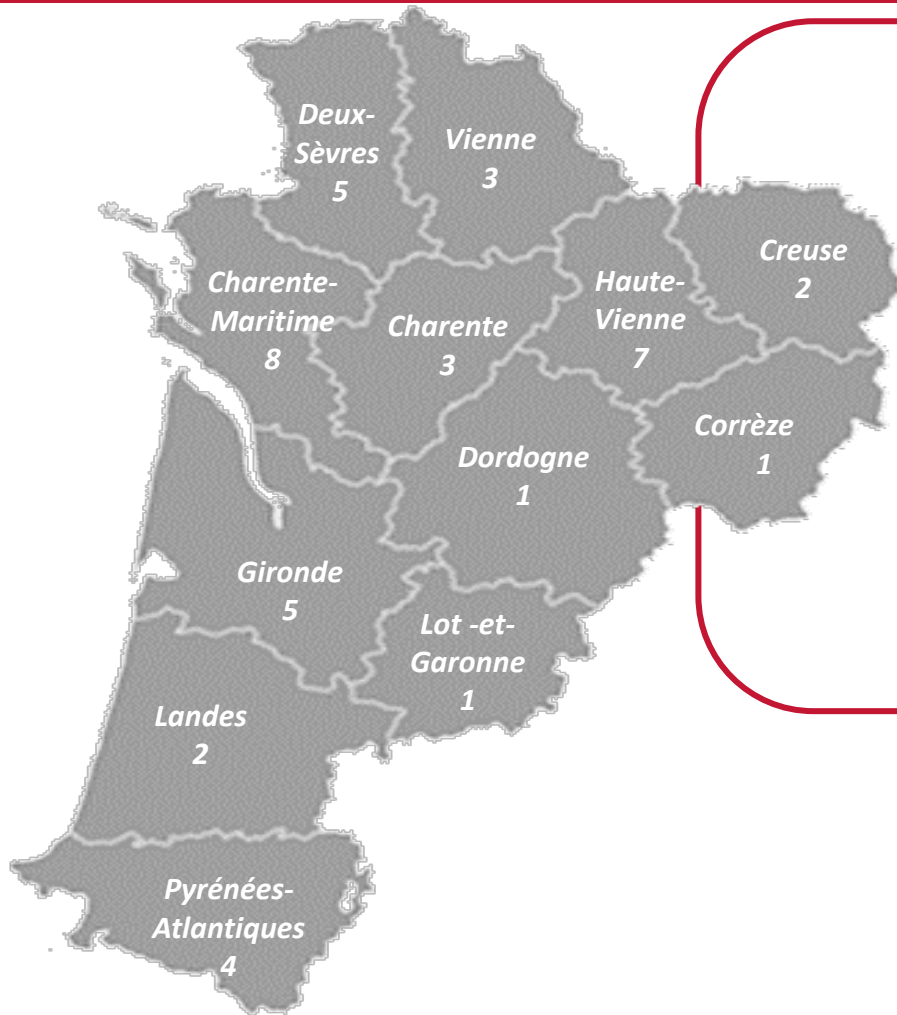 Deux-
Sèvres
5
Vienne
3
Creuse
2
Charente-
Maritime
8
Charente
3
Haute-
Vienne
7
Corrèze
1
Dordogne
1
Gironde
5
Lot -et-
Garonne
1
Landes
2
Pyrénées-
Atlantiques
4